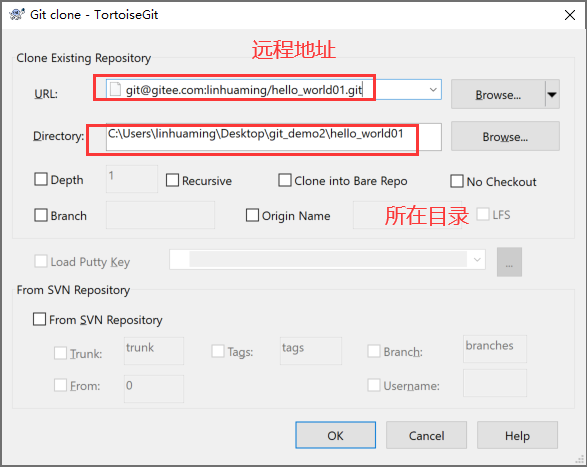 Git clone - TortoiseGit
Clone Existing Repository
远程地址
URL:
git@gitee.com:linhuaming/hello_world01.git
Browse...
Directory:
C:\Users\linhuaming\Desktop\git_demo2\hello_world01
Browse...
Depth
1
Recursive
Clone into Bare Repo
No Checkout
Branch
Origin Name
所在目录
LFS
Load Putty Key
...
From SVN Repository
From SVN Repository
Trunk:
trunk
Tags:
tags
Branch:
branches
From:
0
Username:
OK
Cancel
Help